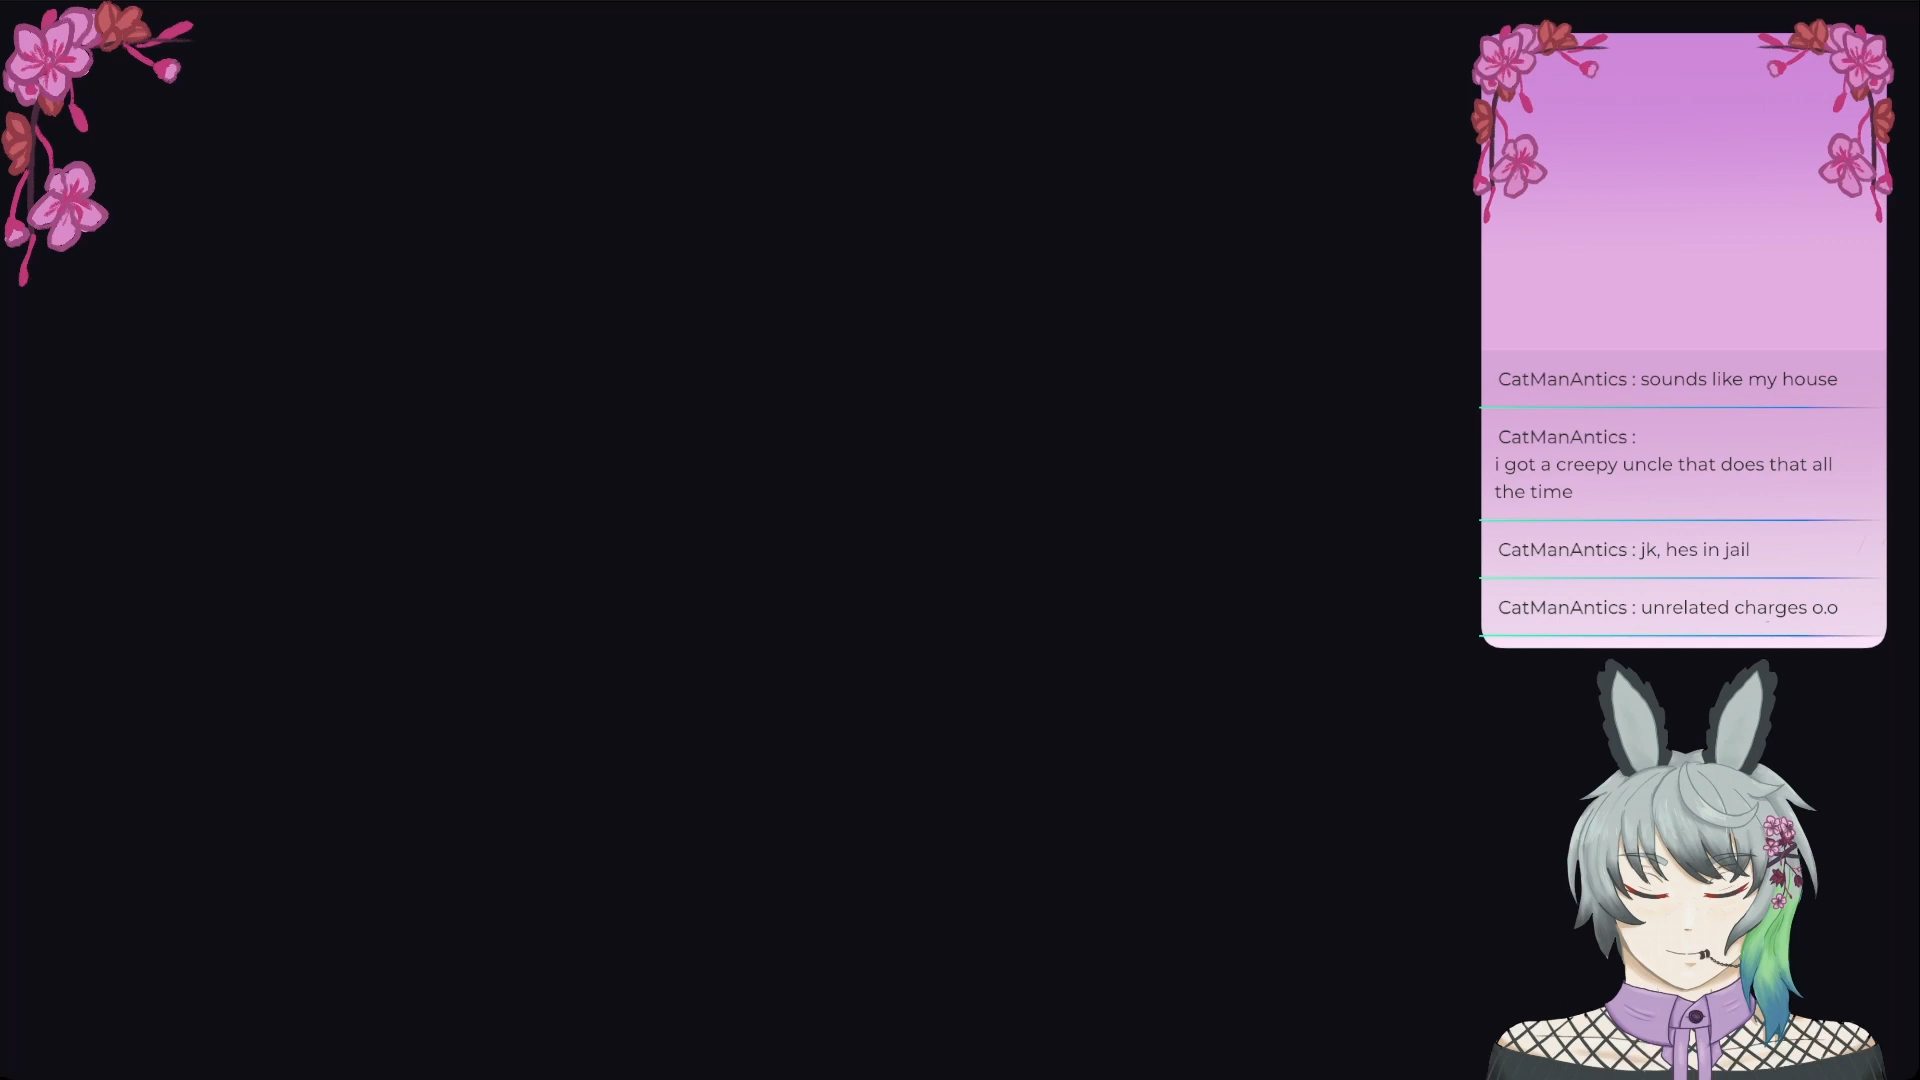 CatManAntics : sounds like my house
CatManAntics :
i got a creepy uncle that does that all
the time
CatManAntics : jk, hes in jail
CatManAntics : unrelated charges o.o